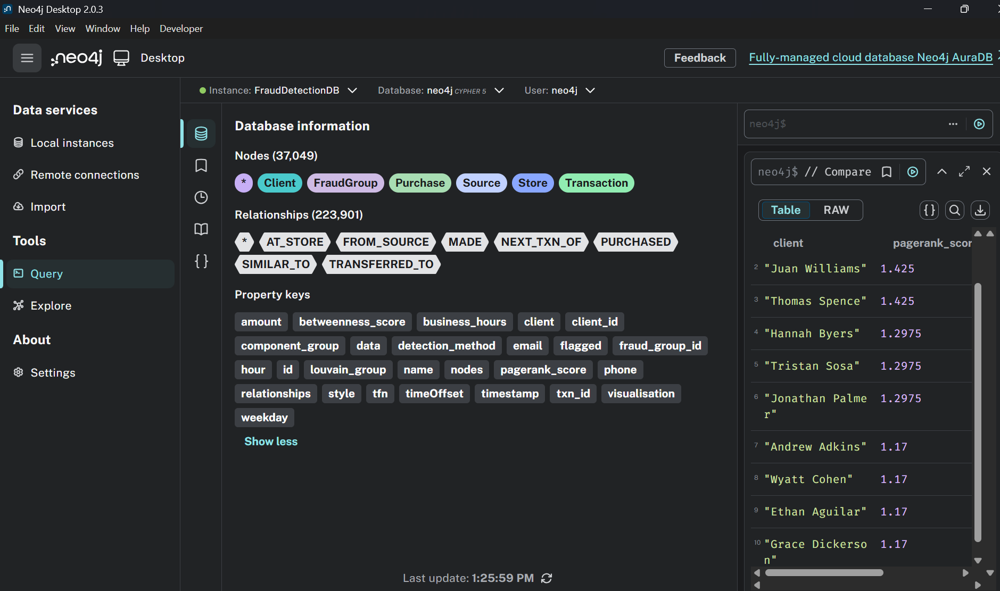 Neo4j Desktop 2.0.3
File Edit View Window Help Developer
neo4j Desktop Feedback Fully-managed cloud database Neo4j AuraDB
Instance: FraudDetectionDB Database: neo4j CYPHER 5 User: neo4j
Data services
Local instances
Remote connections
Import
Tools
Query
Explore
About
Settings
Database information
Nodes (37,049)
* Client FraudGroup Purchase Source Store Transaction
Relationships (223,901)
* AT_STORE FROM_SOURCE MADE NEXT_TXN_OF PURCHASED
SIMILAR_TO TRANSFERRED_TO
Property keys
amount betweenness_score business_hours client client_id
component_group data detection_method email flagged fraud_group_id
hour id louvain_group name nodes pagerank_score phone
relationships style tfn timeOffset timestamp txn_id visualisation
weekday
Show less
Last update: 1:25:59 PM
neo4j$
neo4j$ // Compare
Table RAW
client pagerank_scor
2 "Juan Williams" 1.425
3 "Thomas Spence" 1.425
4 "Hannah Byers" 1.2975
5 "Tristan Sosa" 1.2975
6 "Jonathan Palme 1.2975
r"
7 "Andrew Adkins" 1.17
8 "Wyatt Cohen" 1.17
9 "Ethan Aguilar" 1.17
10 "Grace Dickerso 1.17
n"